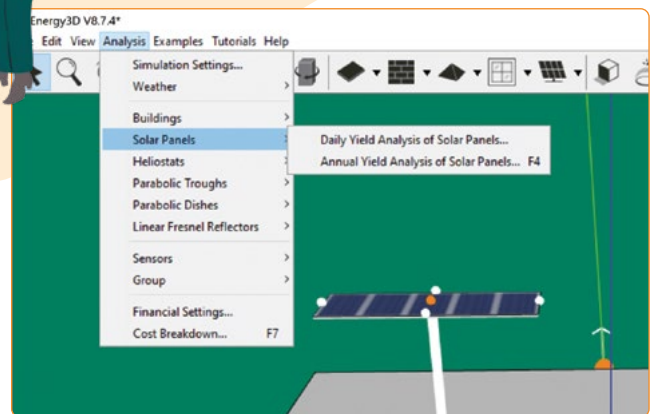 Energy3D V8.7.4*
Edit View Analysis Examples Tutorials Help
Simulation Settings...
Weather
Buildings
Solar Panels
Daily Yield Analysis of Solar Panels...
Heliostats
Annual Yield Analysis of Solar Panels... F4
Parabolic Troughs
Parabolic Dishes
Linear Fresnel Reflectors
Sensors
Group
Financial Settings...
Cost Breakdown... F7